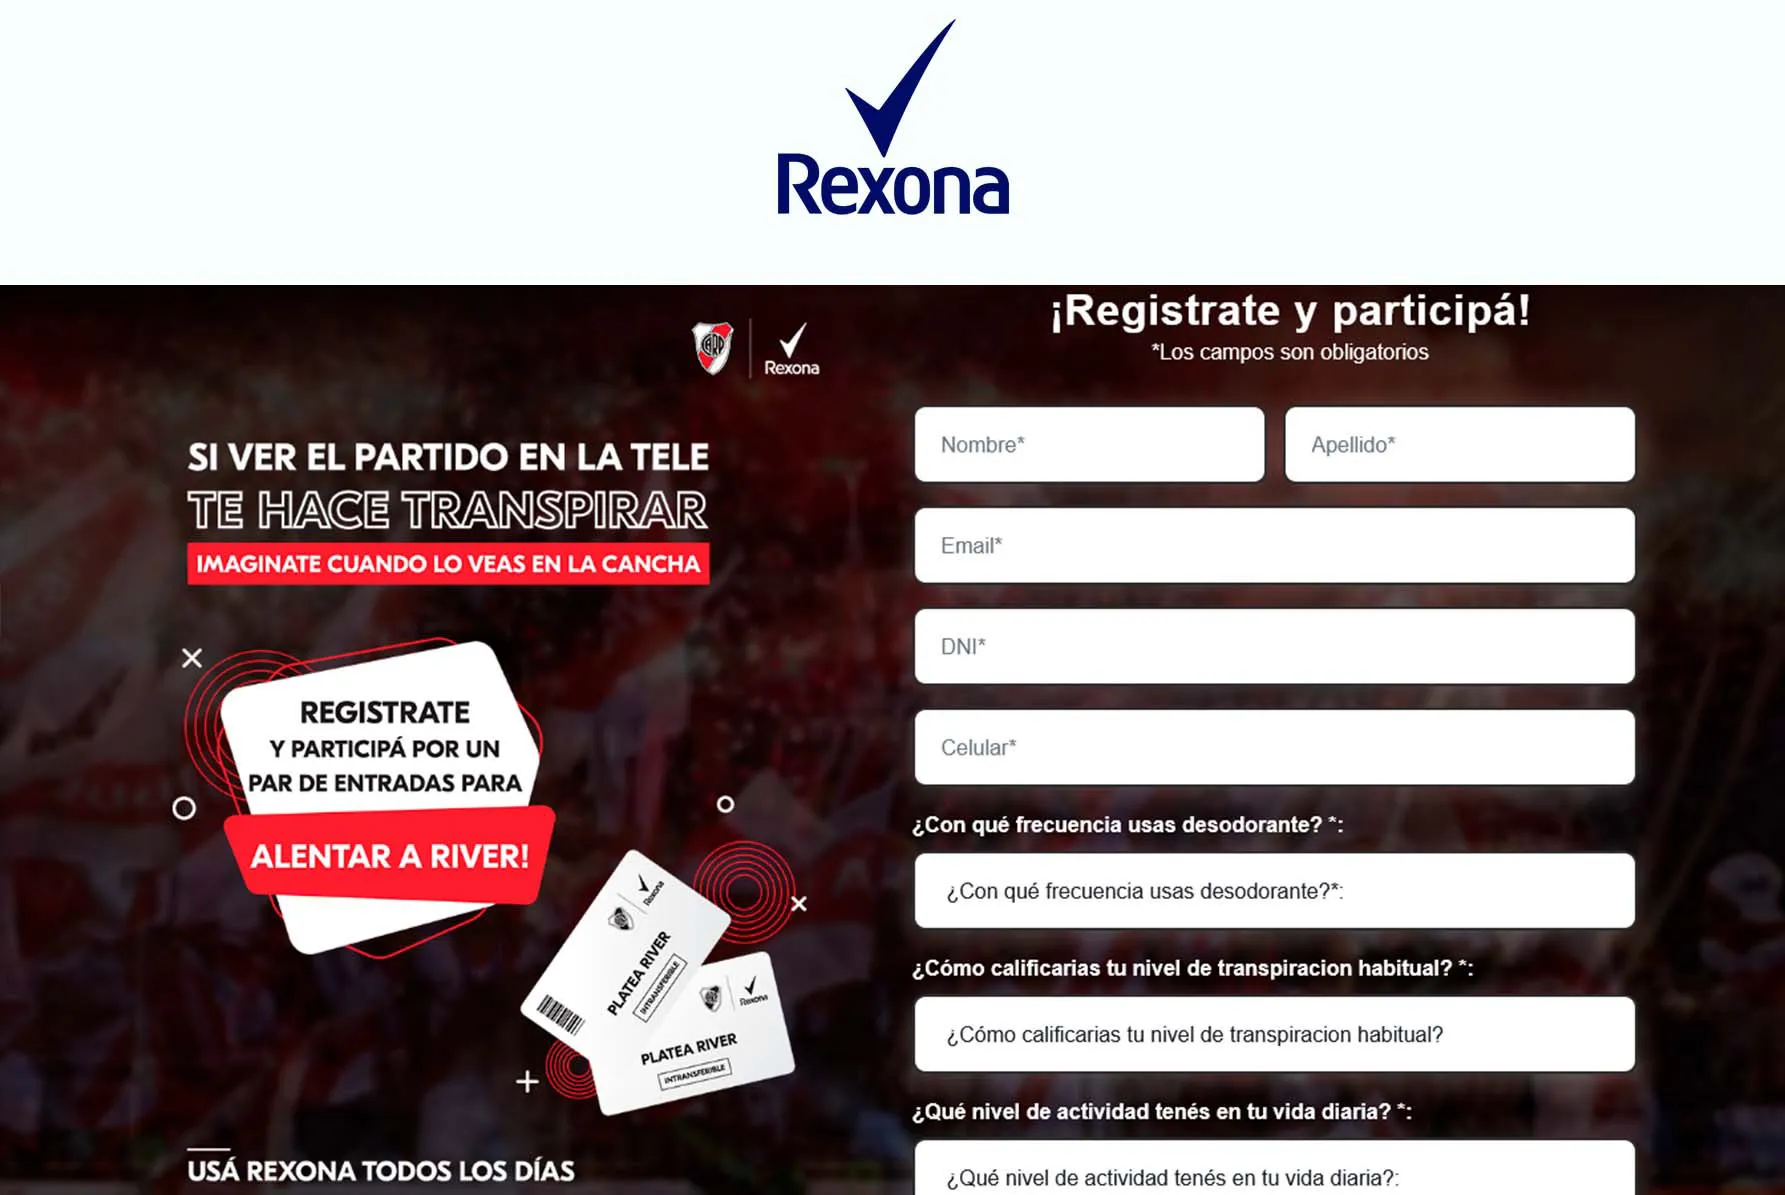 Rexona
CARP
Rexona
SI VER EL PARTIDO EN LA TELE
TE HACE TRANSPIRAR
IMAGINATE CUANDO LO VEAS EN LA CANCHA
REGISTRATE
Y PARTICIPÁ POR UN
PAR DE ENTRADAS PARA
ALENTAR A RIVER!
Rexona
PLATEA RIVER
INTRANSFERIBLE
Rexona
PLATEA RIVER
INTRANSFERIBLE
USÁ REXONA TODOS LOS DÍAS
¡Registrate y participá!
*Los campos son obligatorios
Nombre*
Apellido*
Email*
DNI*
Celular*
¿Con qué frecuencia usas desodorante? *:
¿Con qué frecuencia usas desodorante?*:
¿Cómo calificarias tu nivel de transpiracion habitual? *:
¿Cómo calificarias tu nivel de transpiracion habitual?
¿Qué nivel de actividad tenés en tu vida diaria? *:
¿Qué nivel de actividad tenés en tu vida diaria?: